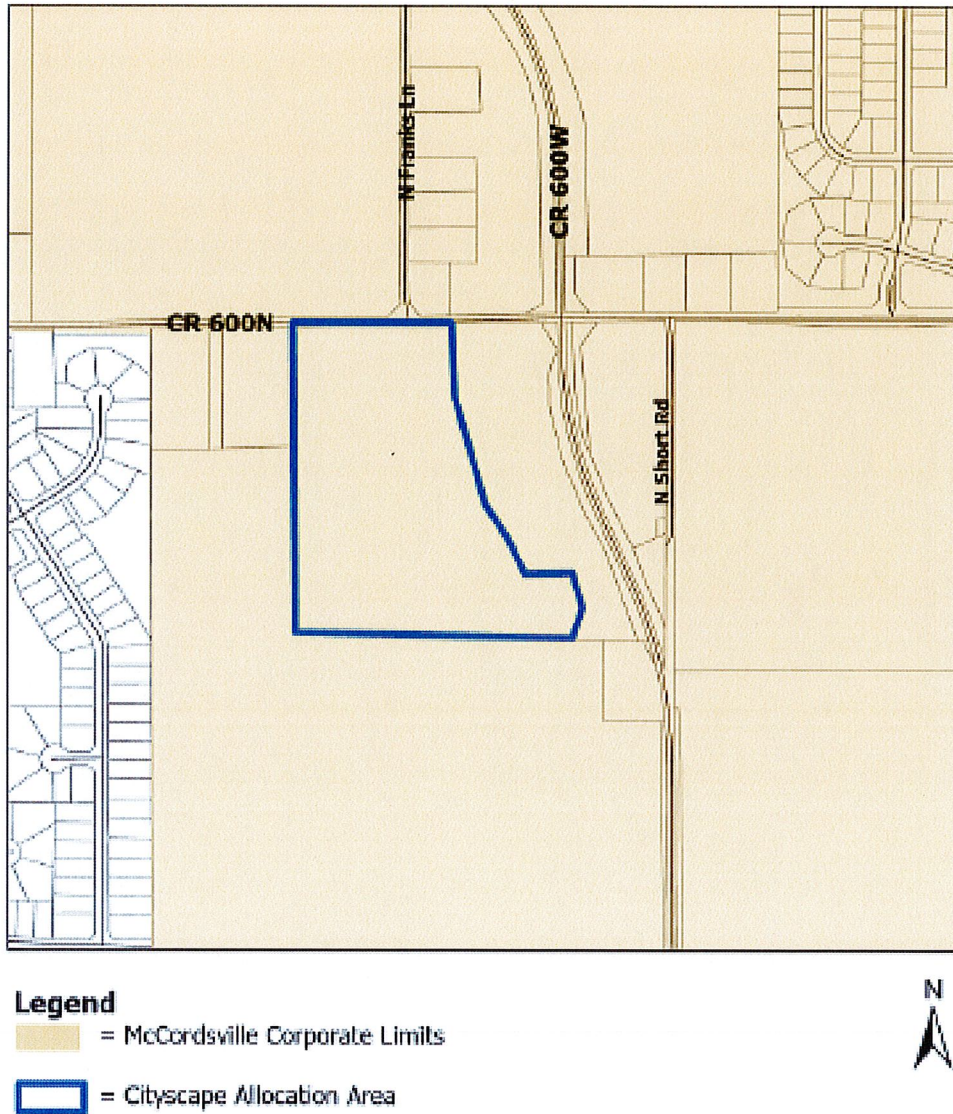 N Franks Ln
CR 600W
CR 600N
N Short Rd
Legend
= McCordsville Corporate Limits
= Cityscape Allocation Area
N